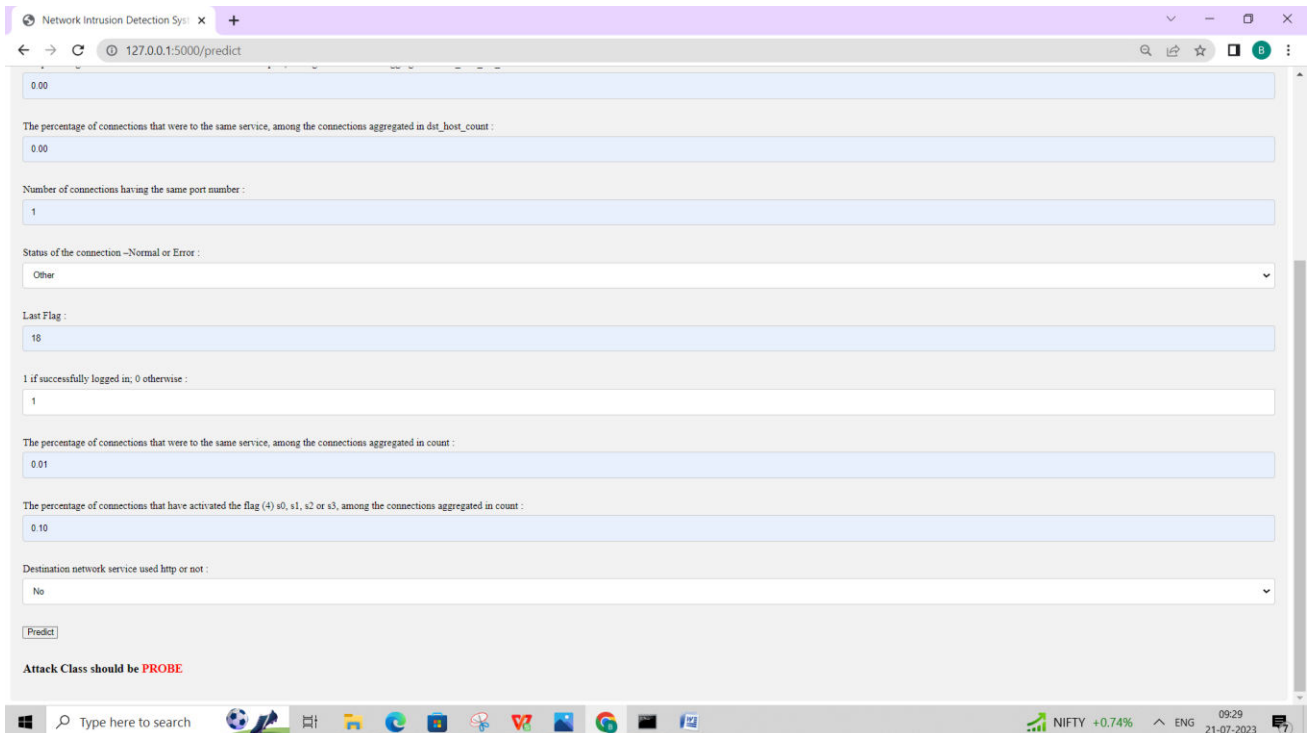 Network Intrusion Detection Syst
127.0.0.1:5000/predict
B
0.00
The percentage of connections that were to the same service, among the connections aggregated in dst_host_count :
0.00
Number of connections having the same port number :
1
Status of the connection –Normal or Error :
Other
Last Flag :
18
1 if successfully logged in; 0 otherwise :
1
The percentage of connections that were to the same service, among the connections aggregated in count :
0.01
The percentage of connections that have activated the flag (4) s0, s1, s2 or s3, among the connections aggregated in count :
0.10
Destination network service used http or not :
No
Predict
Attack Class should be PROBE
Type here to search
NIFTY +0.74%
ENG
09:29
21-07-2023
7